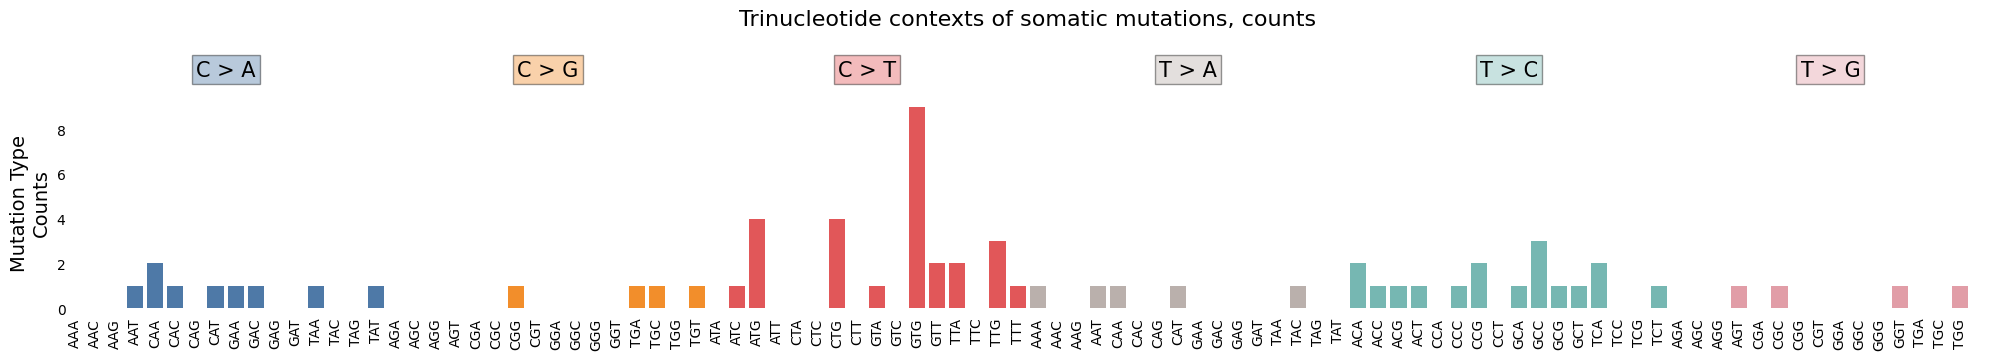 Trinucleotide contexts of somatic mutations, counts
C > A C > G C > T T > A T > C T > G
Mutation Type
Counts
8
6
4
2
0
AAA AAC AAG AAT CAA CAC CAG CAT GAA GAC GAG GAT TAA TAC TAG TAT AGA AGC AGG AGT CGA CGC CGG CGT GGA GGC GGG GGT TGA TGC TGG TGT ATA ATC ATG ATT CTA CTC CTG CTT GTA GTC GTG GTT TTA TTC TTG TTT AAA AAC AAG AAT CAA CAC CAG CAT GAA GAC GAG GAT TAA TAC TAG TAT ACA ACC ACG ACT CCA CCC CCG CCT GCA GCC GCG GCT TCA TCC TCG TCT AGA AGC AGG AGT CGA CGC CGG CGT GGA GGC GGG GGT TGA TGC TGG